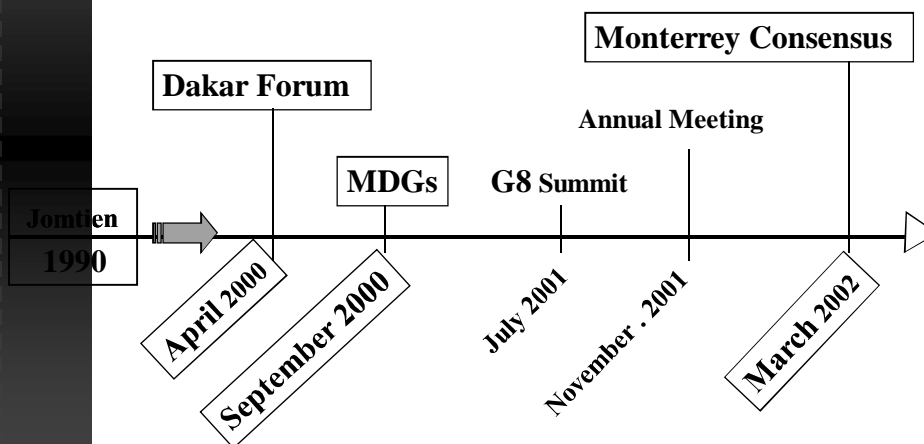 Monterrey Consensus
Dakar Forum
Annual Meeting
MDGs
G8 Summit
Jomtien
1990
April 2000
September 2000
July 2001
November . 2001
March 2002